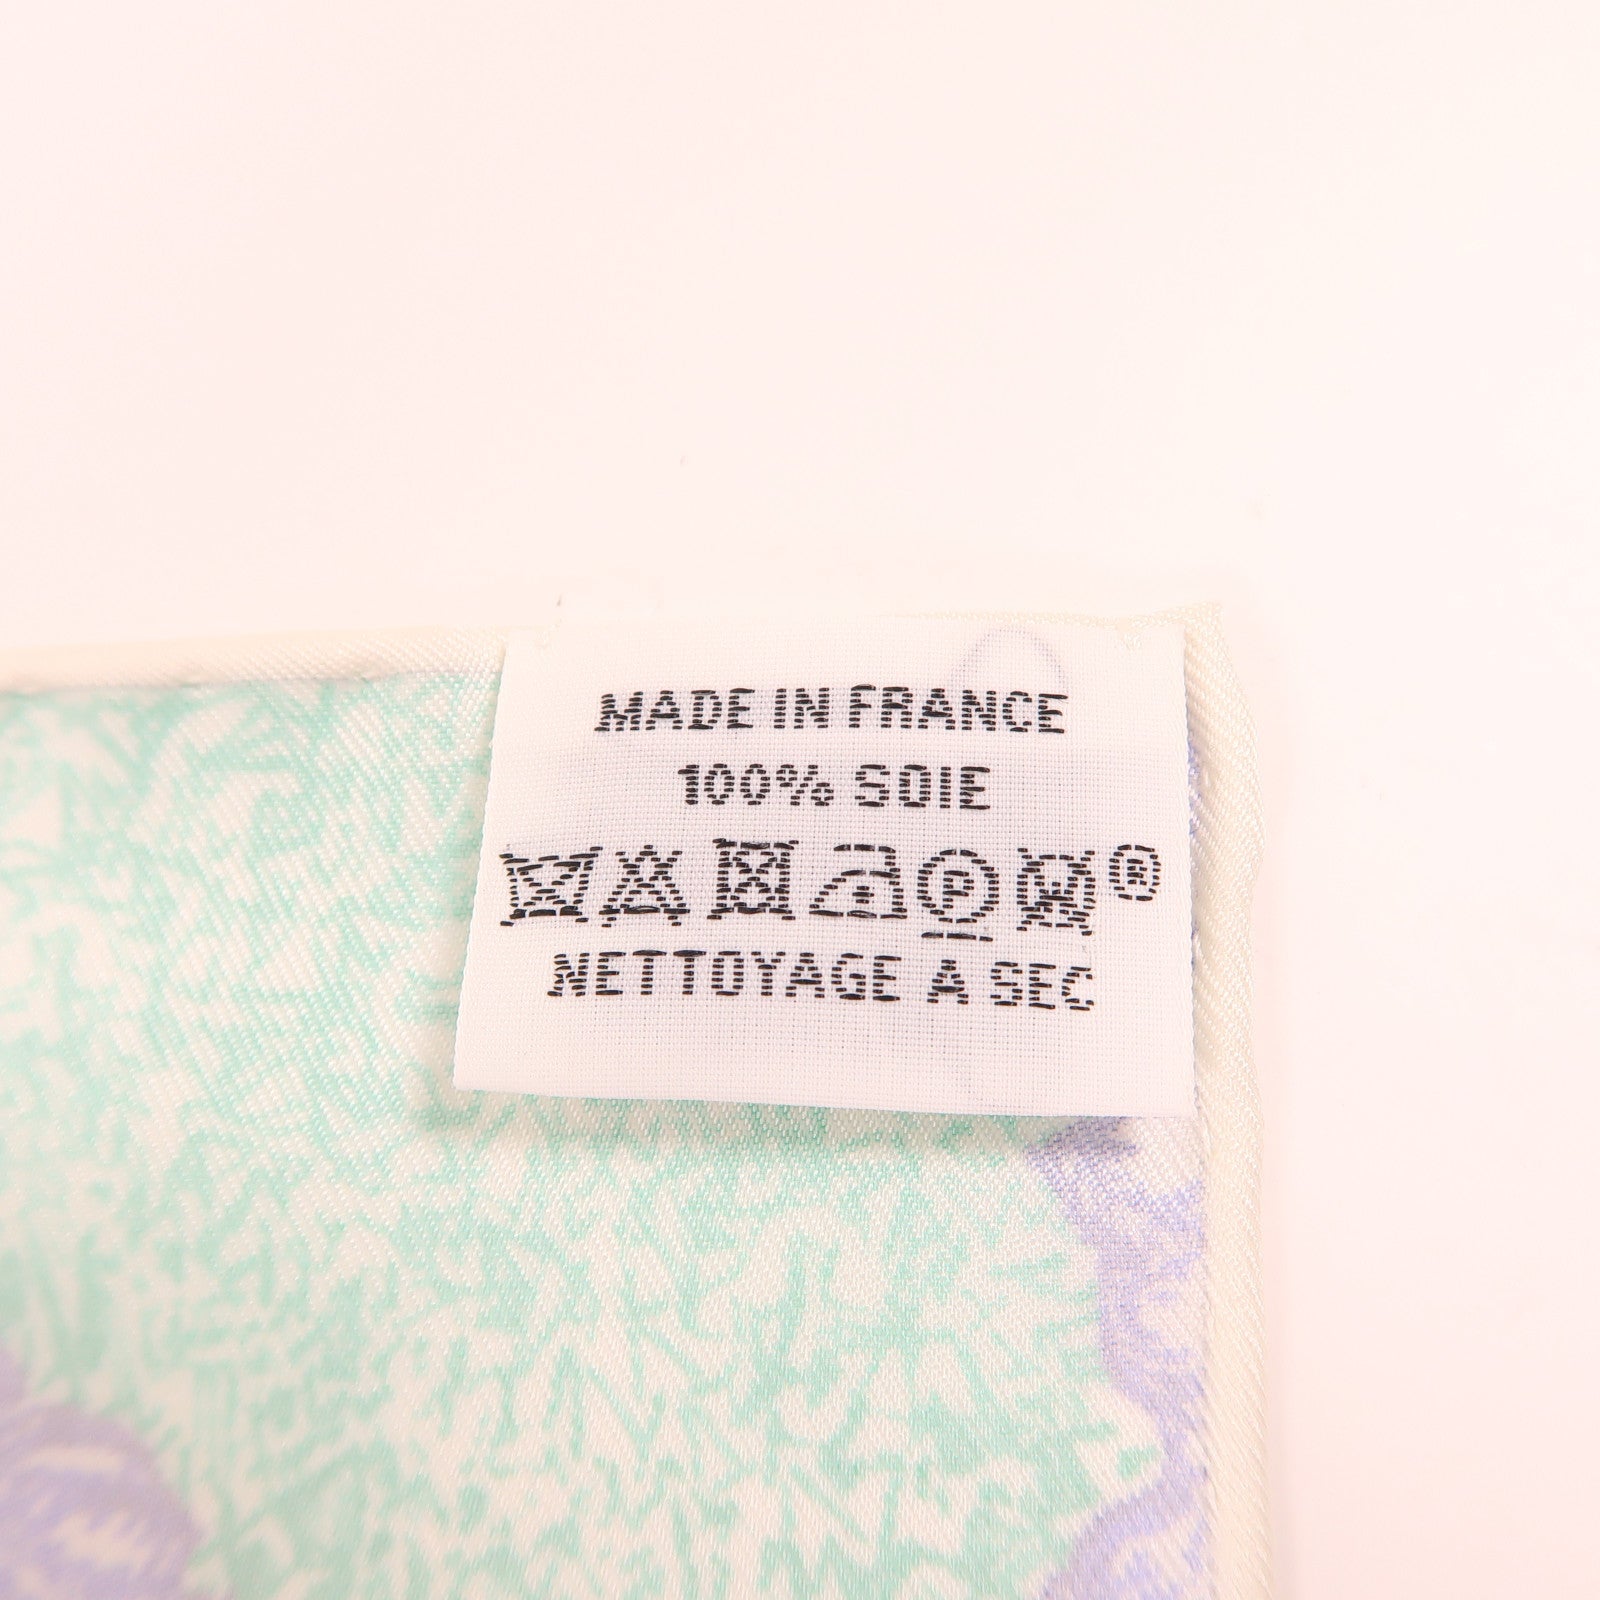 MADE IN FRANCE
100% SOIE
P W ®
NETTOYAGE A SEC